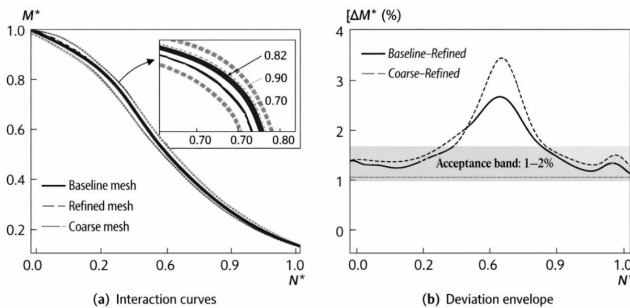 M*
1.0
0.8
0.6
0.4
0.2
0.82
0.90
0.70
0.70 0.70 0.80
Baseline mesh
Refined mesh
Coarse mesh
0.0 0.2 0.6 0.9 1.0
N*
(a) Interaction curves
[ΔM* (%)
4
3
2
1
0
Baseline–Refined
Coarse–Refined
Acceptance band: 1–2%
0.0 0.2 0.6 0.9 N*
N*
(b) Deviation envelope